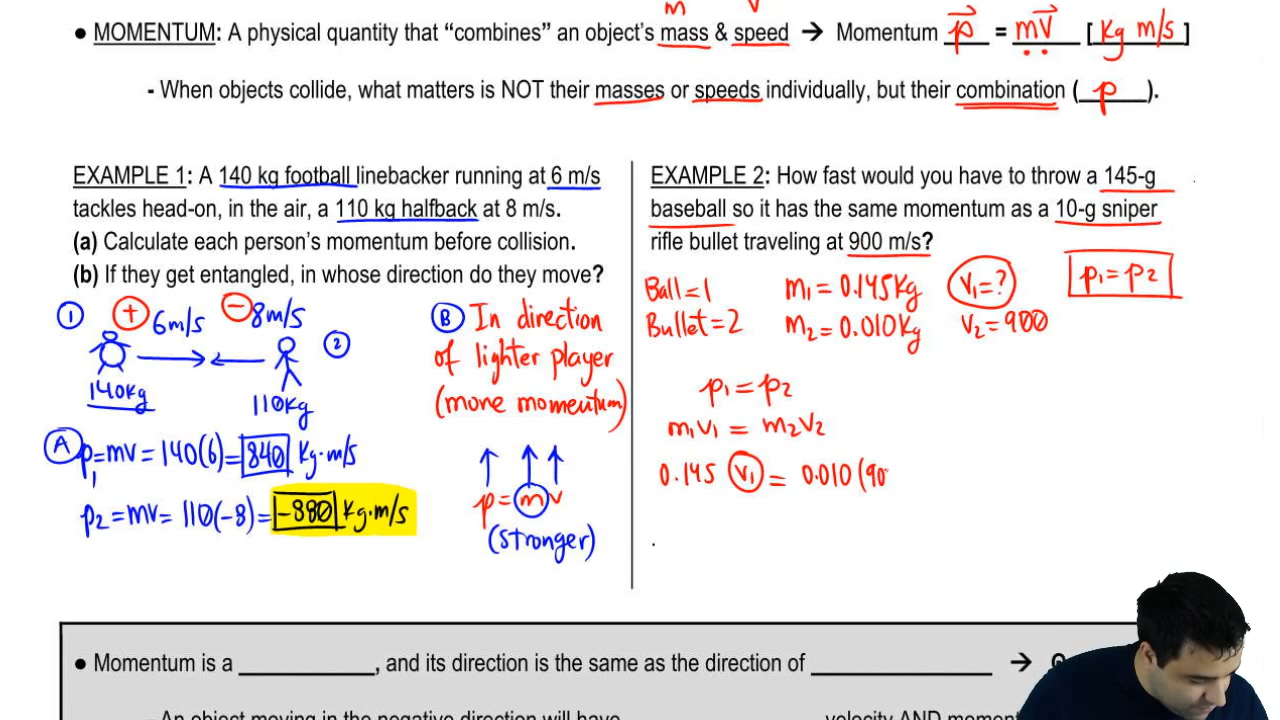 m v
● MOMENTUM: A physical quantity that “combines” an object’s mass & speed → Momentum p = mv [kg m/s]
- When objects collide, what matters is NOT their masses or speeds individually, but their combination (p).
EXAMPLE 1: A 140 kg football linebacker running at 6 m/s
tackles head-on, in the air, a 110 kg halfback at 8 m/s.
(a) Calculate each person’s momentum before collision.
(b) If they get entangled, in whose direction do they move?
① + 6m/s - 8m/s ②
140kg 110kg
Ⓐ p₁=mv = 140(6)= 840 kg·m/s
p₂=mv= 110(-8)= -880 kg·m/s
Ⓑ In direction
of lighter player
(more momentum)
↑ ↑ ↑
p=mv
(stronger)
EXAMPLE 2: How fast would you have to throw a 145-g
baseball so it has the same momentum as a 10-g sniper
rifle bullet traveling at 900 m/s?
Ball=1 m₁=0.145kg v₁=? p₁=p₂
Bullet=2 m₂=0.010kg v₂=900
p₁=p₂
m₁v₁ = m₂v₂
0.145 v₁ = 0.010(90
● Momentum is a __________, and its direction is the same as the direction of __________ →
- An object moving in the negative direction will have __________ velocity AND